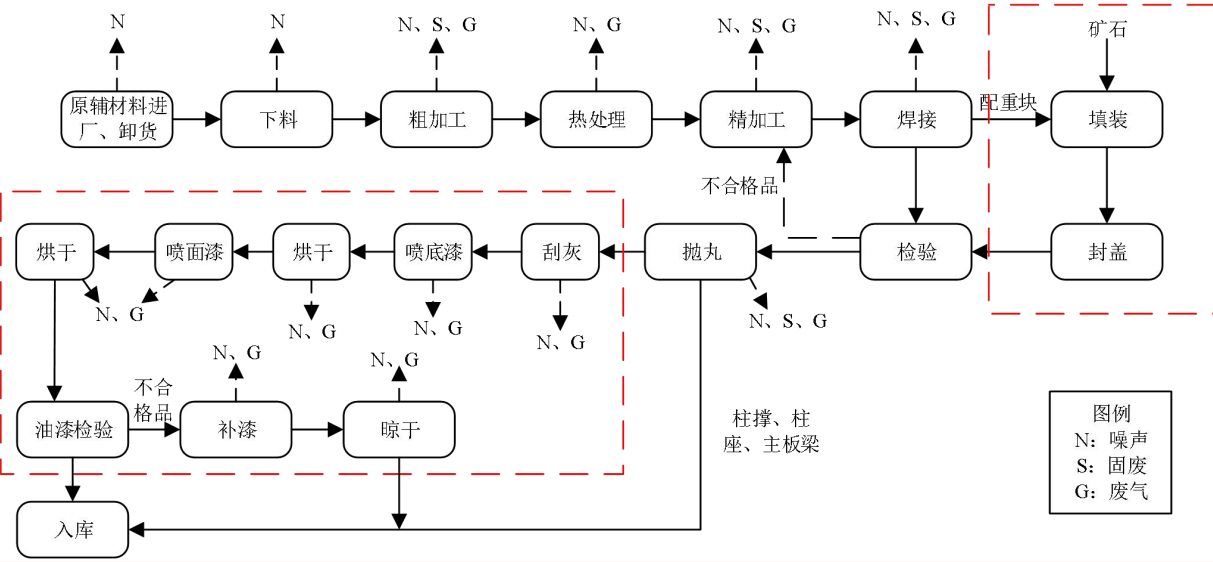 N
N
N、S、G
N、G
N、S、G
N、S、G
矿石
原辅材料进
厂、卸货
下料
粗加工
热处理
精加工
焊接
配重块
填装
不合格品
烘干
喷面漆
烘干
喷底漆
刮灰
抛丸
检验
封盖
N、G
N、G
N、G
N、G
N、S、G
N、G
N、G
不合
格品
油漆检验
补漆
晾干
柱撑、柱
座、主板梁
图例
N：噪声
S：固废
G：废气
入库